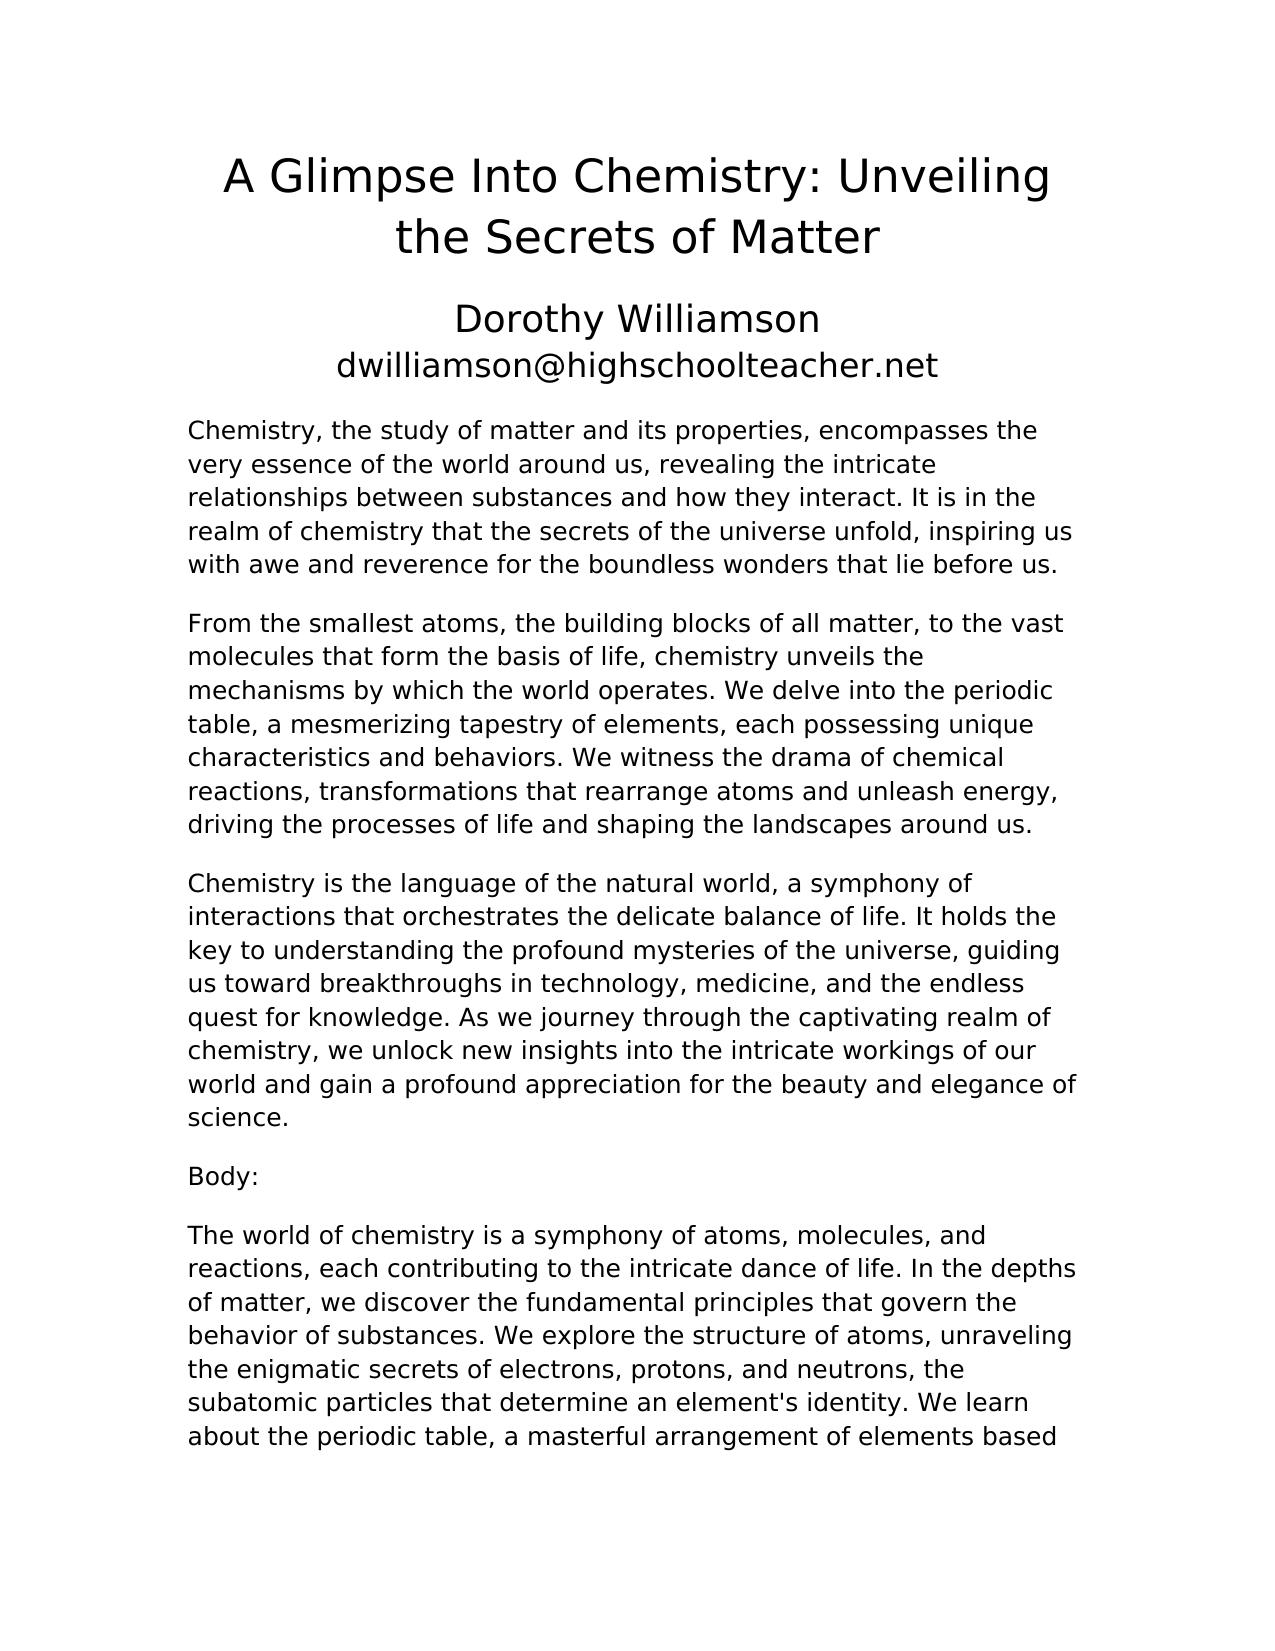 A Glimpse Into Chemistry: Unveiling
the Secrets of Matter
Dorothy Williamson
dwilliamson@highschoolteacher.net
Chemistry, the study of matter and its properties, encompasses the
very essence of the world around us, revealing the intricate
relationships between substances and how they interact. It is in the
realm of chemistry that the secrets of the universe unfold, inspiring us
with awe and reverence for the boundless wonders that lie before us.
From the smallest atoms, the building blocks of all matter, to the vast
molecules that form the basis of life, chemistry unveils the
mechanisms by which the world operates. We delve into the periodic
table, a mesmerizing tapestry of elements, each possessing unique
characteristics and behaviors. We witness the drama of chemical
reactions, transformations that rearrange atoms and unleash energy,
driving the processes of life and shaping the landscapes around us.
Chemistry is the language of the natural world, a symphony of
interactions that orchestrates the delicate balance of life. It holds the
key to understanding the profound mysteries of the universe, guiding
us toward breakthroughs in technology, medicine, and the endless
quest for knowledge. As we journey through the captivating realm of
chemistry, we unlock new insights into the intricate workings of our
world and gain a profound appreciation for the beauty and elegance of
science.
Body:
The world of chemistry is a symphony of atoms, molecules, and
reactions, each contributing to the intricate dance of life. In the depths
of matter, we discover the fundamental principles that govern the
behavior of substances. We explore the structure of atoms, unraveling
the enigmatic secrets of electrons, protons, and neutrons, the
subatomic particles that determine an element's identity. We learn
about the periodic table, a masterful arrangement of elements based